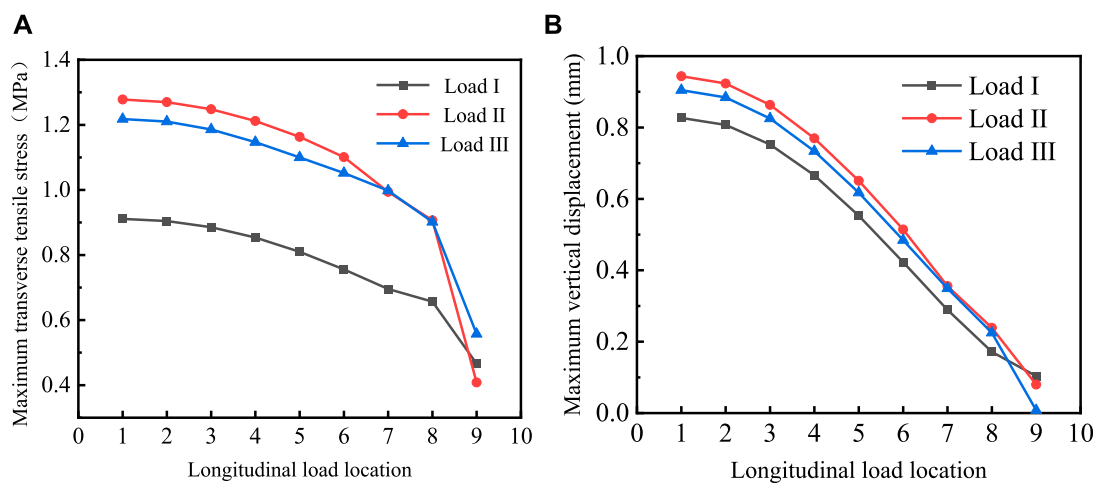 A
Maximum transverse tensile stress（MPa）
1.4
1.2
1.0
0.8
0.6
0.4
Load I
Load II
Load III
0 1 2 3 4 5 6 7 8 9 10
Longitudinal load location
B
Maximum vertical displacement (mm)
1.0
0.8
0.6
0.4
0.2
0.0
Load I
Load II
Load III
0 1 2 3 4 5 6 7 8 9 10
Longitudinal load location